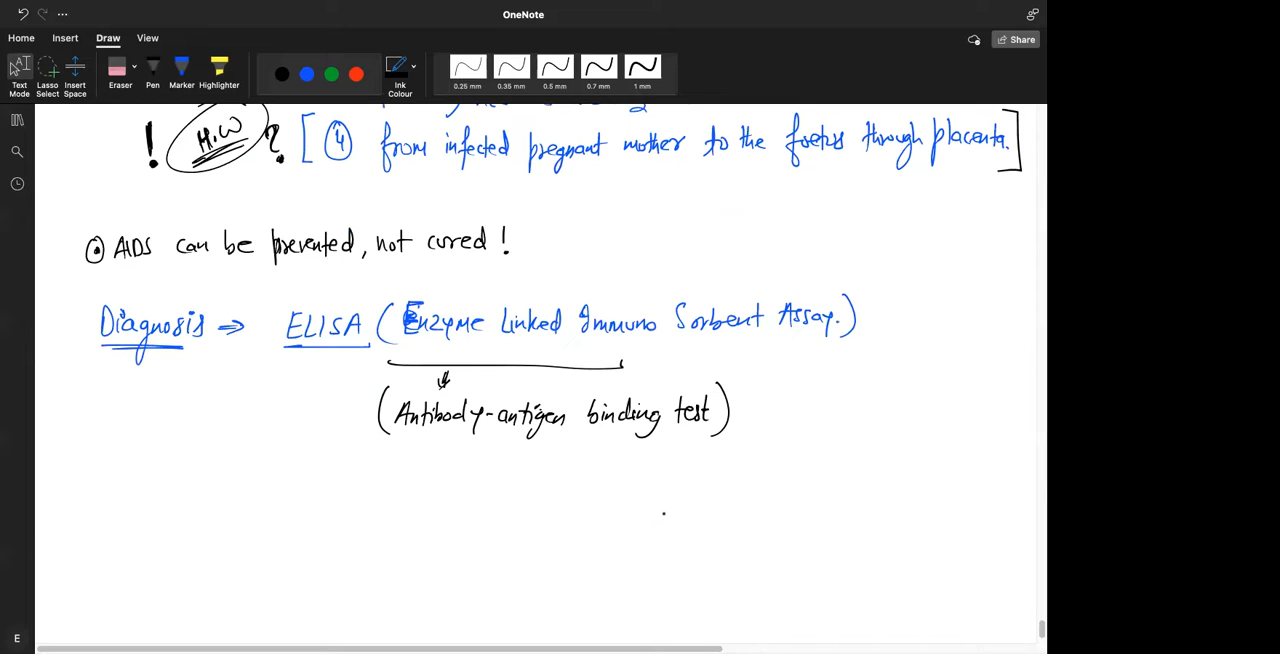 OneNote
Home Insert Draw View
Share
Text Mode Lasso Select Insert Space Eraser Pen Marker Highlighter Ink Colour 0.25 mm 0.35 mm 0.5 mm 0.7 mm 1 mm
! H.W ? [ ④ from infected pregnant mother to the foetus through placenta. ]
⊙ AIDS can be prevented, not cured !
Diagnosis ⇒ ELISA ( Enzyme Linked Immuno Sorbent Assay. )
( Antibody-antigen binding test )
E